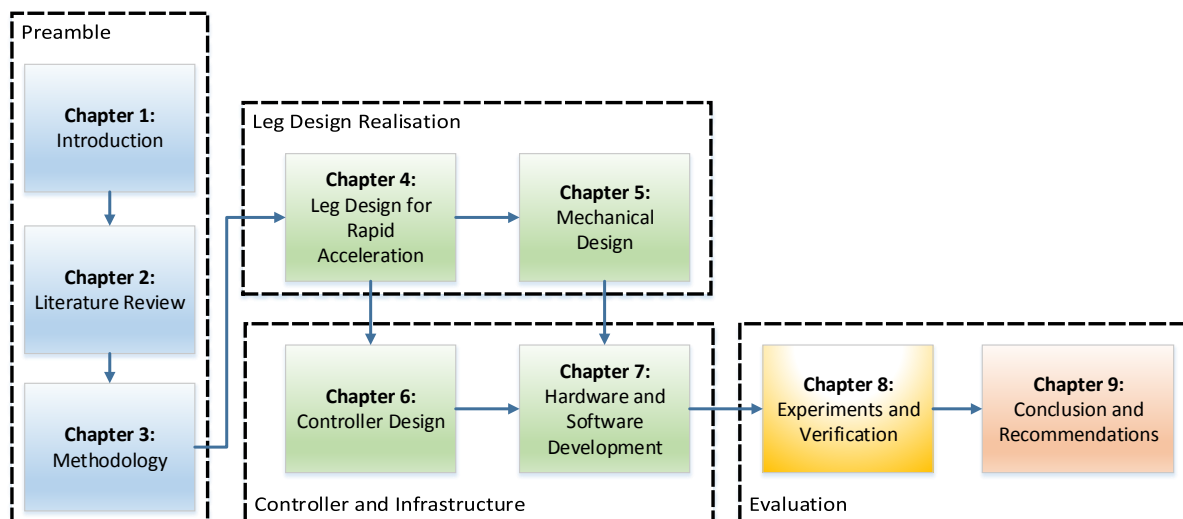 Preamble
Chapter 1:
Introduction
Chapter 2:
Literature Review
Chapter 3:
Methodology
Leg Design Realisation
Chapter 4:
Leg Design for
Rapid
Acceleration
Chapter 5:
Mechanical
Design
Chapter 6:
Controller Design
Chapter 7:
Hardware and
Software
Development
Controller and Infrastructure
Chapter 8:
Experiments and
Verification
Chapter 9:
Conclusion and
Recommendations
Evaluation